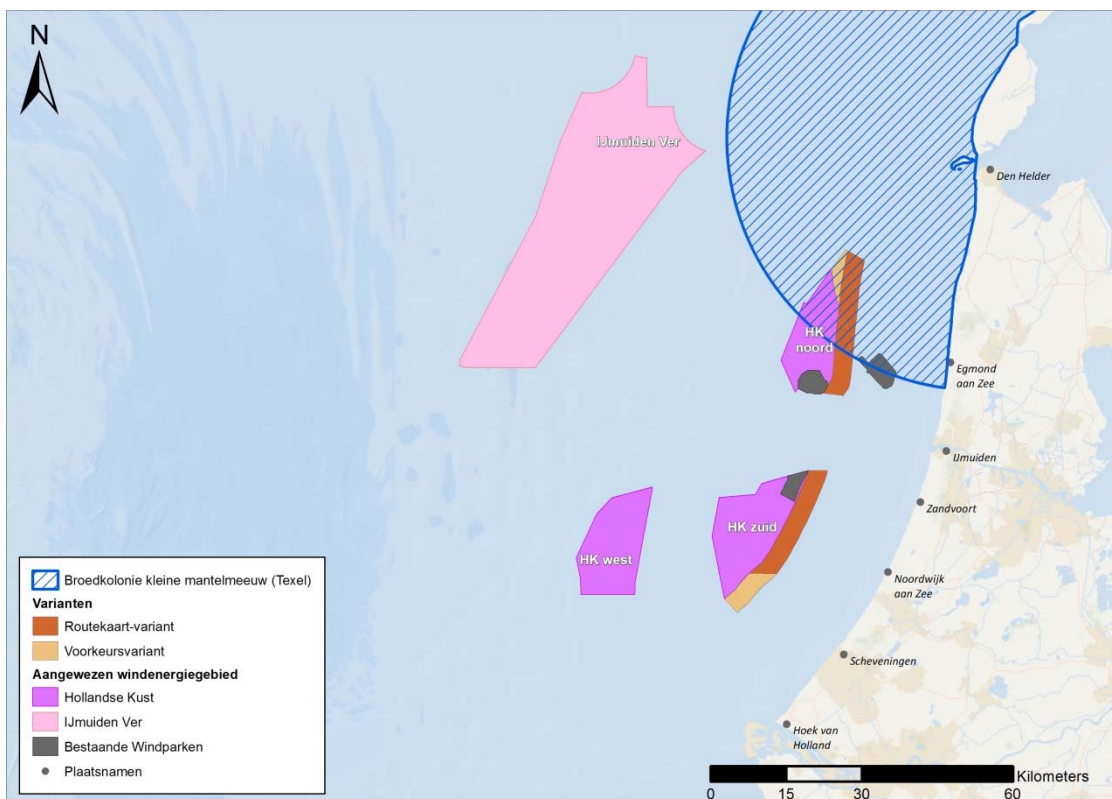 N
IJmuiden Ver
Den Helder
HK
noord
Egmond
aan Zee
IJmuiden
Zandvoort
HK zuid
HK west
Noordwijk
aan Zee
Scheveningen
Hoek van
Holland
Broedkolonie kleine mantelmeeuw (Texel)
Varianten
Routekaart-variant
Voorkeursvariant
Aangewezen windenergiegebied
Hollandse Kust
IJmuiden Ver
Bestaande Windparken
Plaatsnamen
Kilometers
0 15 30 60